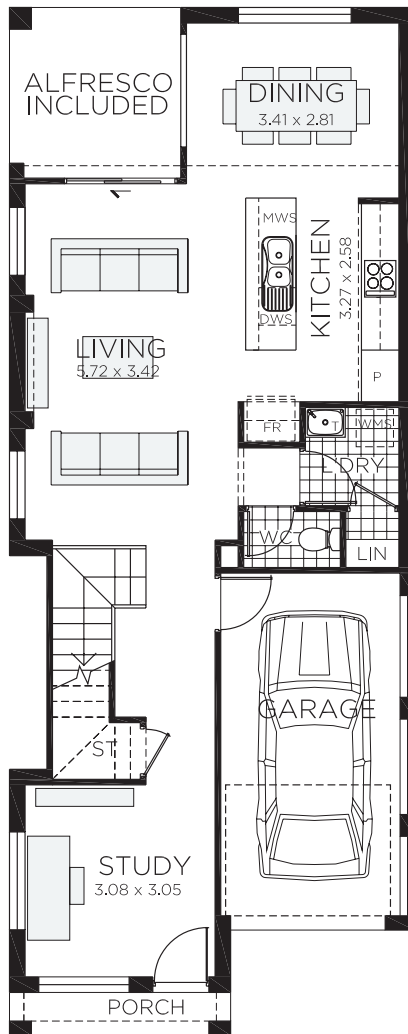 ALFRESCO
INCLUDED
DINING
3.41 x 2.81
MWS
KITCHEN
3.27 x 2.58
DWS
LIVING
5.72 x 3.42
P
FR
T
WMS
L'DRY
WC
LIN
GARAGE
ST
STUDY
3.08 x 3.05
PORCH